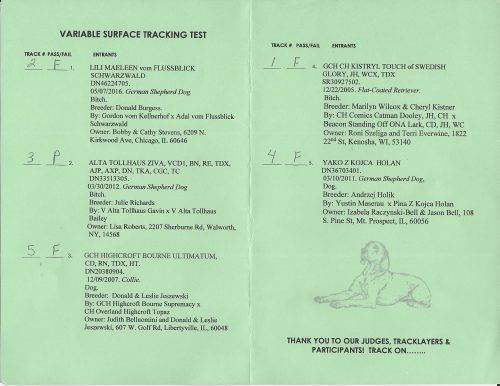 VARIABLE SURFACE TRACKING TEST
TRACK # PASS/FAIL ENTRANTS
2 F 1. LILI MAELEEN vom FLUSSBLICK
SCHWARZWALD
DN46224705.
05/07/2016. German Shepherd Dog.
Bitch.
Breeder: Donald Burgess.
By: Gordon vom Kellnerhof x Adal vom Flussblick
Schwarzwald
Owner: Bobby & Cathy Stevens, 6209 N.
Kirkwood Ave, Chicago, IL 60646
3 P 2. ALTA TOLLHAUS ZIVA, VCD1, BN, RE, TDX,
AJP, AXP, DN, TKA, CGC, TC
DN33513305.
03/30/2012. German Shepherd Dog
Bitch.
Breeder: Julie Richards
By: V Alta Tollhaus Gavin x V Alta Tollhaus
Bailey
Owner: Lisa Roberts, 2207 Sherburne Rd, Walworth,
NY, 14568
5 F 3. GCH HIGHCROFT BOURNE ULTIMATUM,
CD, RN, TDX, HT.
DN20380904.
12/09/2007. Collie.
Dog.
Breeder: Donald & Leslie Jeszewski
By: GCH Highcroft Bourne Supremacy x
CH Overland Highcroft Topaz
Owner: Judith Belluomini and Donald & Leslie
Jeszewski, 607 W. Golf Rd, Libertyville, IL, 60048
TRACK # PASS/FAIL ENTRANTS
1 F 4. GCH CH KISTRYL TOUCH of SWEDISH
GLORY, JH, WCX, TDX
SR30927502.
12/22/2005. Flat-Coated Retriever.
Bitch.
Breeder: Marilyn Wilcox & Cheryl Kistner
By: CH Comics Catman Dooley, JH, CH x
Beacon Standing Off ONA Lark, CD, JH, WC
Owner: Roni Szeliga and Terri Everwine, 1822
22nd St, Kenosha, WI, 53140
4 F 5. YAKO Z KOJCA HOLAN
DN36703401.
03/10/2011. German Shepherd Dog,
Dog.
Breeder: Andrzej Holik
By: Yustin Maserau x Pina Z Kojca Holan
Owner: Izabela Raczynski-Bell & Jason Bell, 108
S. Pine St, Mt. Prospect, IL, 60056
THANK YOU TO OUR JUDGES, TRACKLAYERS &
PARTICIPANTS! TRACK ON........